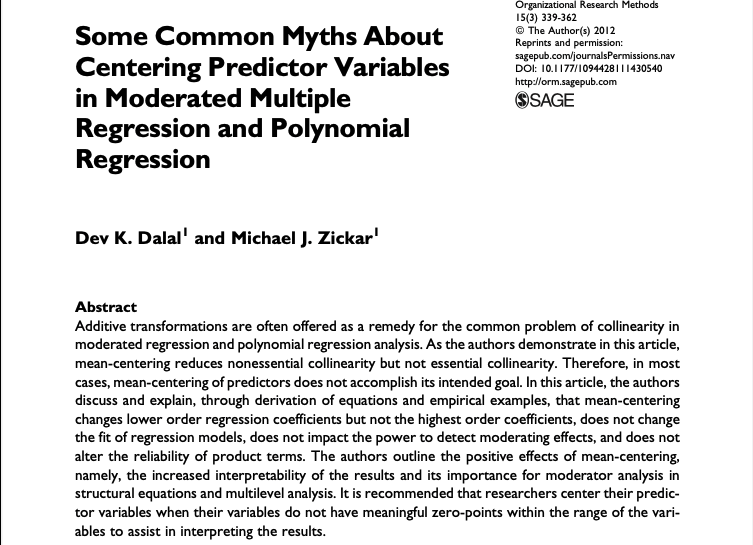 Organizational Research Methods
15(3) 339-362
© The Author(s) 2012
Reprints and permission:
sagepub.com/journalsPermissions.nav
DOI: 10.1177/1094428111430540
http://orm.sagepub.com
SAGE
Some Common Myths About
Centering Predictor Variables
in Moderated Multiple
Regression and Polynomial
Regression
Dev K. Dalal¹ and Michael J. Zickar¹
Abstract
Additive transformations are often offered as a remedy for the common problem of collinearity in
moderated regression and polynomial regression analysis. As the authors demonstrate in this article,
mean-centering reduces nonessential collinearity but not essential collinearity. Therefore, in most
cases, mean-centering of predictors does not accomplish its intended goal. In this article, the authors
discuss and explain, through derivation of equations and empirical examples, that mean-centering
changes lower order regression coefficients but not the highest order coefficients, does not change
the fit of regression models, does not impact the power to detect moderating effects, and does not
alter the reliability of product terms. The authors outline the positive effects of mean-centering,
namely, the increased interpretability of the results and its importance for moderator analysis in
structural equations and multilevel analysis. It is recommended that researchers center their predic-
tor variables when their variables do not have meaningful zero-points within the range of the vari-
ables to assist in interpreting the results.